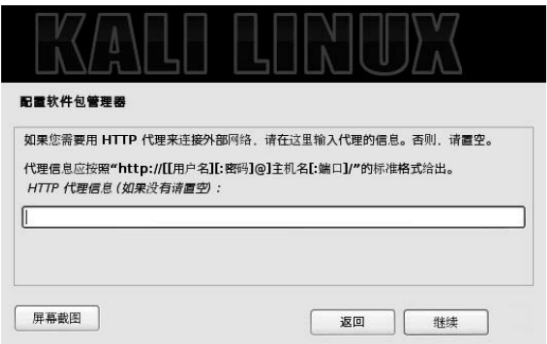 KALI LINUX
配置软件包管理器
如果您需要用 HTTP 代理来连接外部网络，请在这里输入代理的信息。否则，请置空。
代理信息应按照“http://[[用户名][:密码]@]主机名[:端口]/”的标准格式给出。
HTTP 代理信息 (如果没有请置空)：
屏幕截图
返回
继续